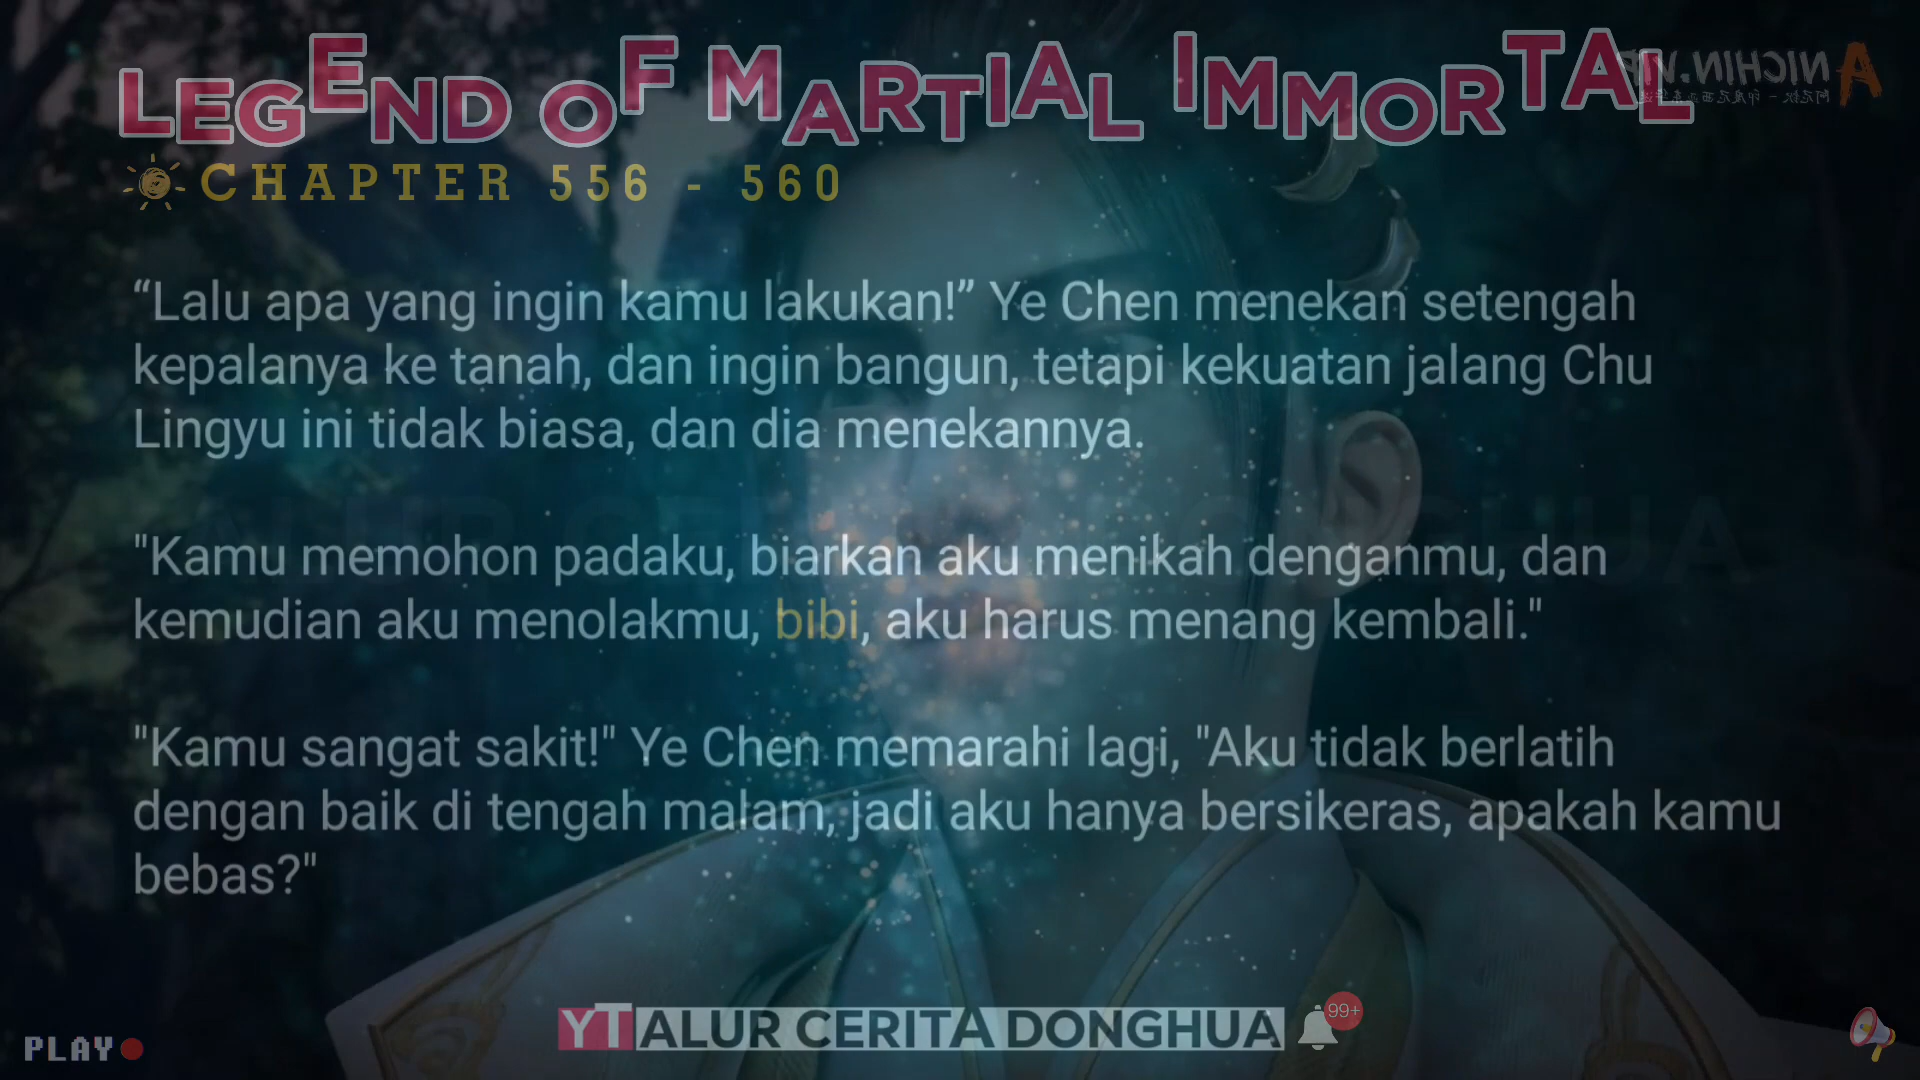 LEGEND OF MARTIAL IMMORTAL
NICHIN.VIP
CHAPTER 556 - 560
“Lalu apa yang ingin kamu lakukan!” Ye Chen menekan setengah
kepalanya ke tanah, dan ingin bangun, tetapi kekuatan jalang Chu
Lingyu ini tidak biasa, dan dia menekannya.
"Kamu memohon padaku, biarkan aku menikah denganmu, dan
kemudian aku menolakmu, bibi, aku harus menang kembali."
"Kamu sangat sakit!" Ye Chen memarahi lagi, "Aku tidak berlatih
dengan baik di tengah malam, jadi aku hanya bersikeras, apakah kamu
bebas?"
YT ALUR CERITA DONGHUA 99+
PLAY